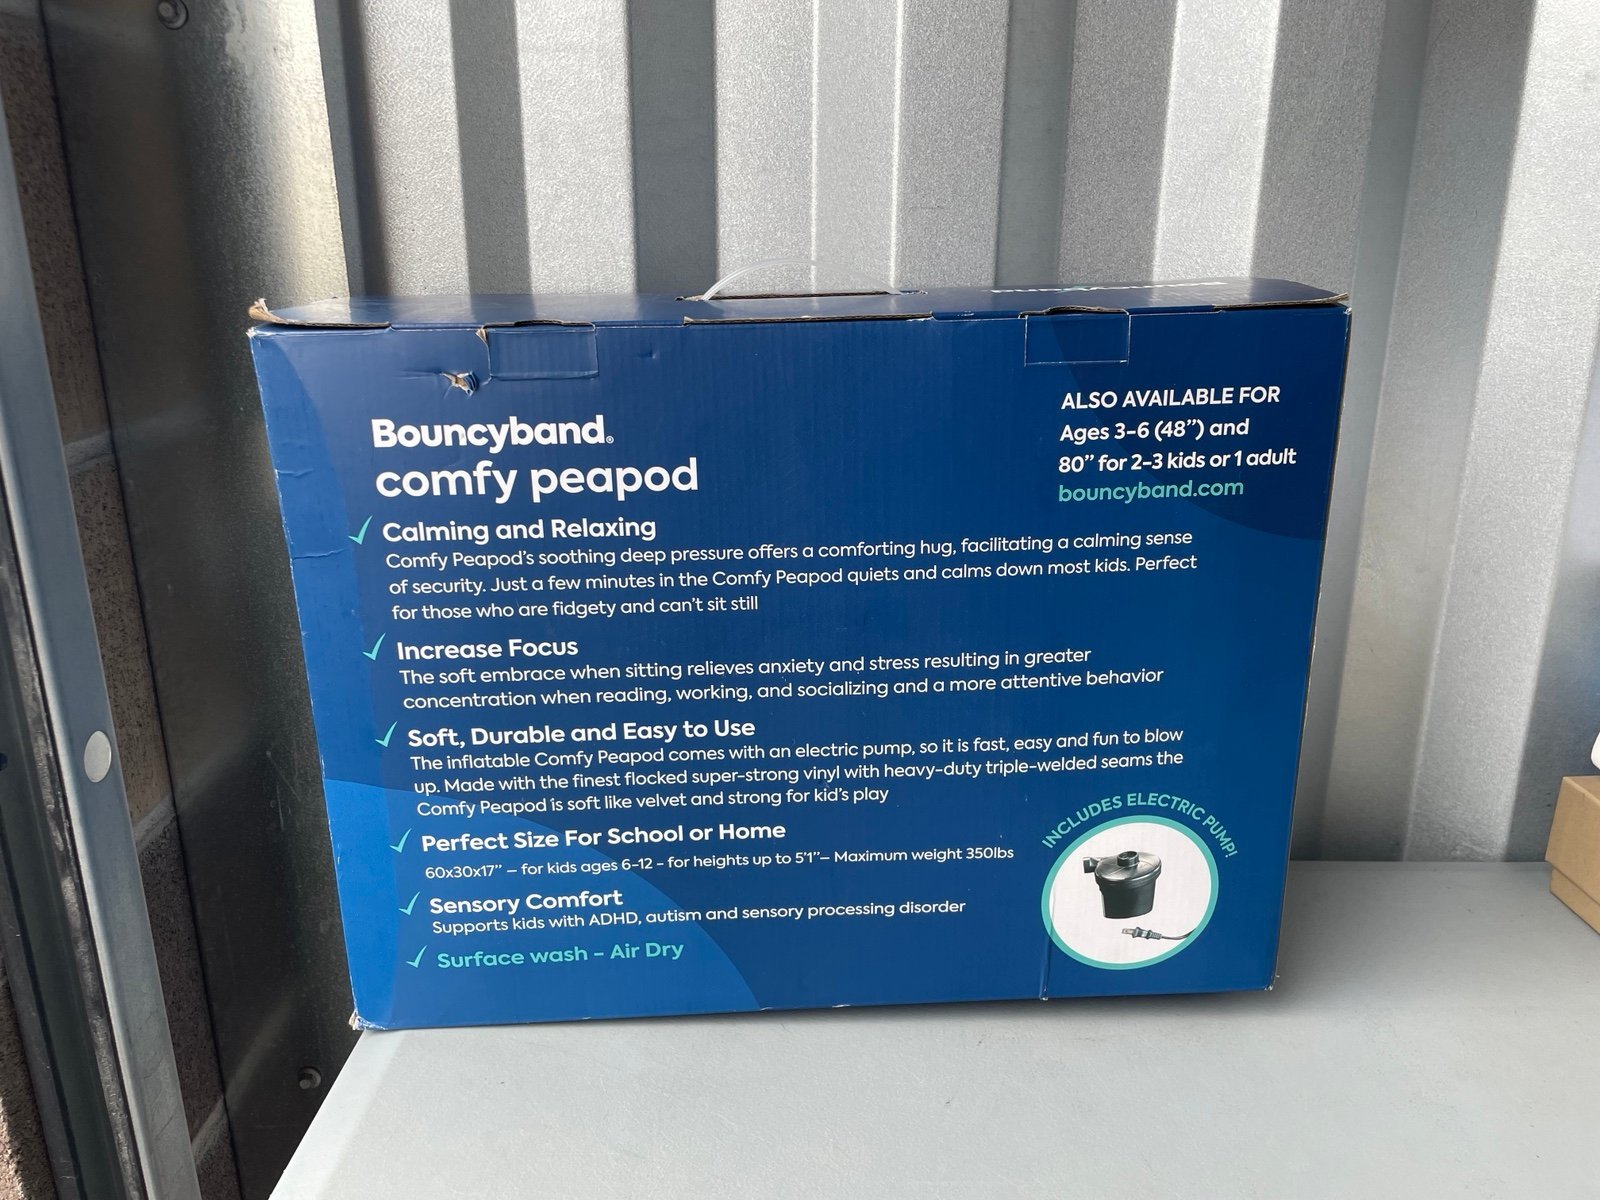 Bouncyband®
comfy peapod
ALSO AVAILABLE FOR
Ages 3-6 (48”) and
80” for 2-3 kids or 1 adult
bouncyband.com
Calming and Relaxing
Comfy Peapod’s soothing deep pressure offers a comforting hug, facilitating a calming sense
of security. Just a few minutes in the Comfy Peapod quiets and calms down most kids. Perfect
for those who are fidgety and can’t sit still
Increase Focus
The soft embrace when sitting relieves anxiety and stress resulting in greater
concentration when reading, working, and socializing and a more attentive behavior
Soft, Durable and Easy to Use
The inflatable Comfy Peapod comes with an electric pump, so it is fast, easy and fun to blow
up. Made with the finest flocked super-strong vinyl with heavy-duty triple-welded seams the
Comfy Peapod is soft like velvet and strong for kid’s play
Perfect Size For School or Home
60x30x17” – for kids ages 6-12 - for heights up to 5’1”– Maximum weight 350lbs
Sensory Comfort
Supports kids with ADHD, autism and sensory processing disorder
Surface wash - Air Dry
INCLUDES ELECTRIC PUMP!